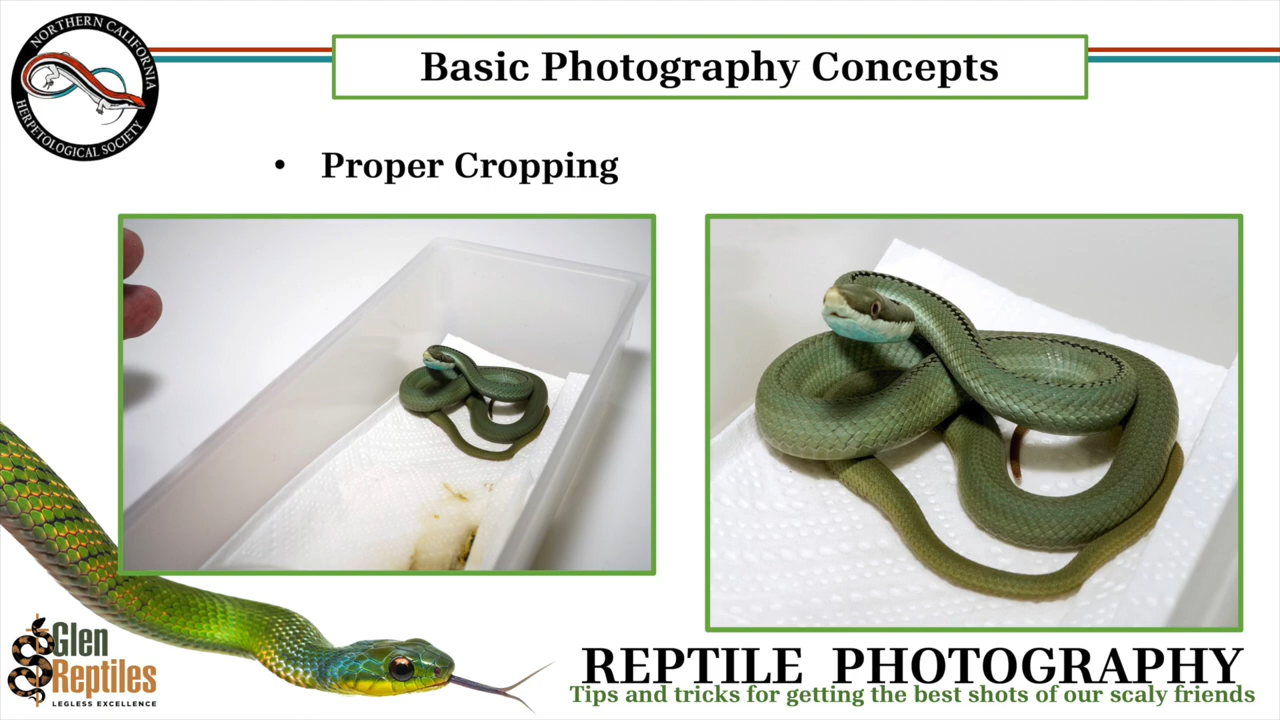 NORTHERN CALIFORNIA
HERPETOLOGICAL SOCIETY
Basic Photography Concepts
• Proper Cropping
Glen
Reptiles
LEGLESS EXCELLENCE
REPTILE PHOTOGRAPHY
Tips and tricks for getting the best shots of our scaly friends